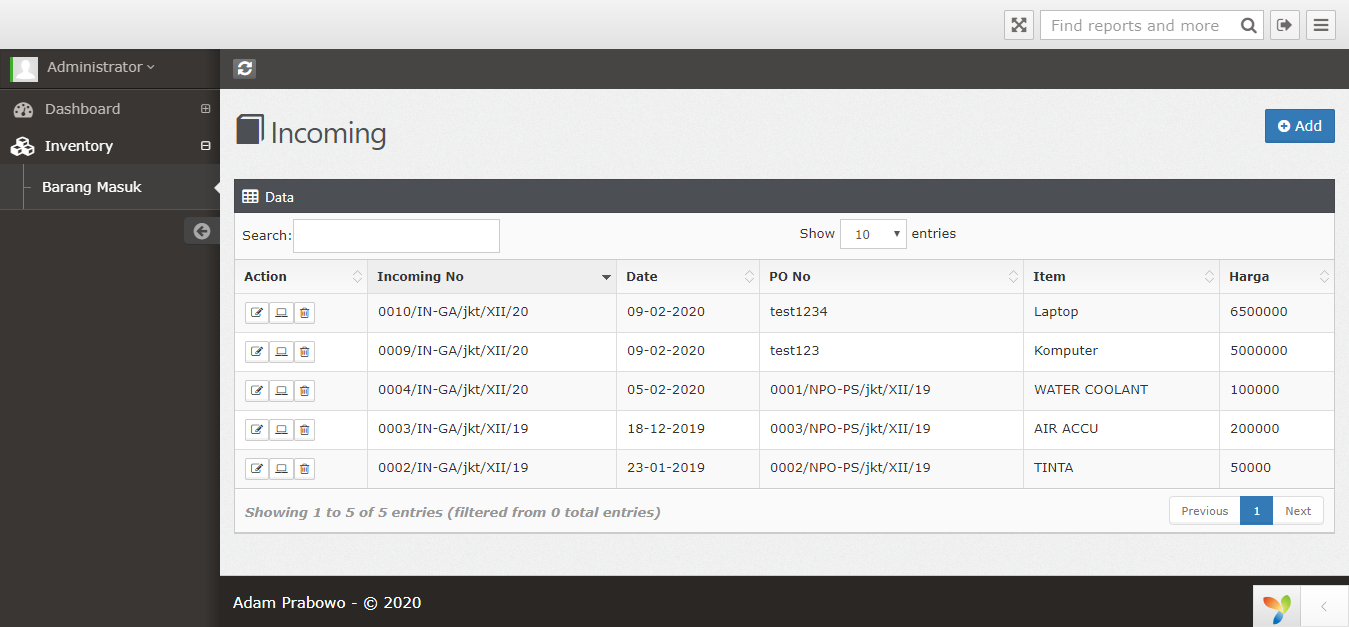 Find reports and more
Administrator
Dashboard
Inventory
Barang Masuk
Incoming
Add
Data
Search:
Show 10 entries
Action Incoming No Date PO No Item Harga
0010/IN-GA/jkt/XII/20 09-02-2020 test1234 Laptop 6500000
0009/IN-GA/jkt/XII/20 09-02-2020 test123 Komputer 5000000
0004/IN-GA/jkt/XII/20 05-02-2020 0001/NPO-PS/jkt/XII/19 WATER COOLANT 100000
0003/IN-GA/jkt/XII/19 18-12-2019 0003/NPO-PS/jkt/XII/19 AIR ACCU 200000
0002/IN-GA/jkt/XII/19 23-01-2019 0002/NPO-PS/jkt/XII/19 TINTA 50000
Showing 1 to 5 of 5 entries (filtered from 0 total entries)
Previous 1 Next
Adam Prabowo - © 2020